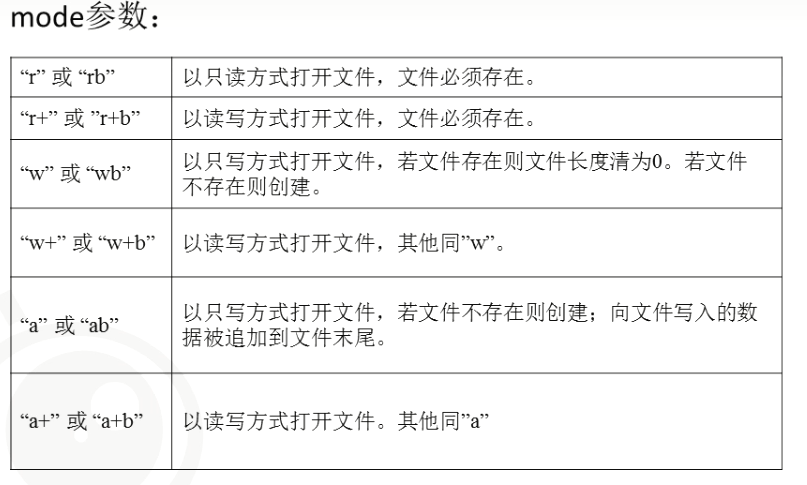 mode参数：
“r” 或 “rb”
以只读方式打开文件，文件必须存在。
“r+” 或 ”r+b”
以读写方式打开文件，文件必须存在。
“w” 或 “wb”
以只写方式打开文件，若文件存在则文件长度清为0。若文件
不存在则创建。
“w+” 或 “w+b”
以读写方式打开文件，其他同”w”。
“a” 或 “ab”
以只写方式打开文件，若文件不存在则创建；向文件写入的数
据被追加到文件末尾。
“a+” 或 “a+b”
以读写方式打开文件。其他同”a”